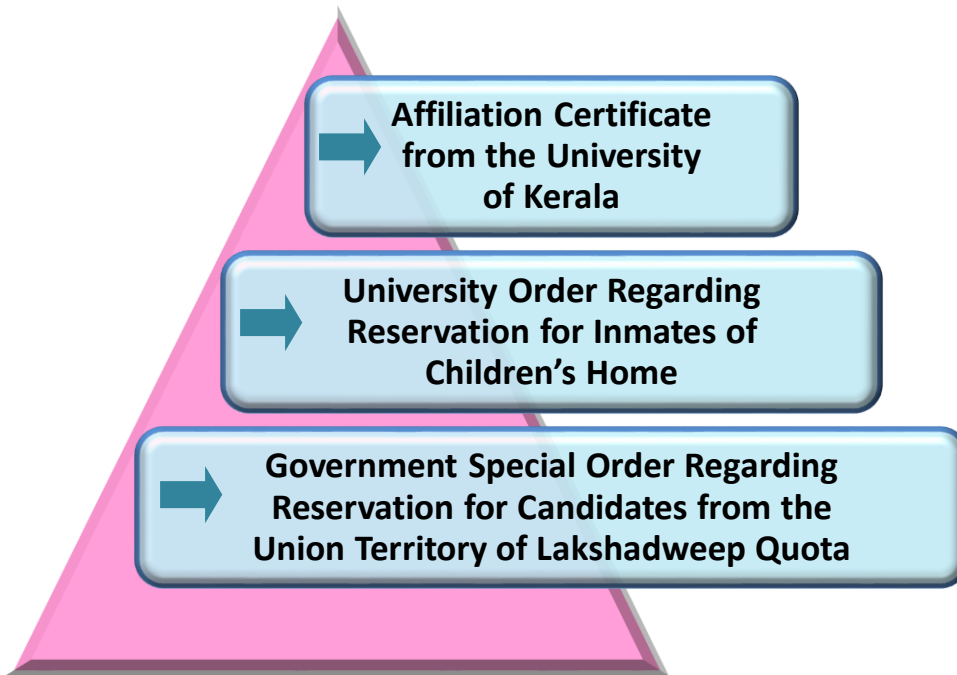 Affiliation Certificate
from the University
of Kerala
University Order Regarding
Reservation for Inmates of
Children’s Home
Government Special Order Regarding
Reservation for Candidates from the
Union Territory of Lakshadweep Quota